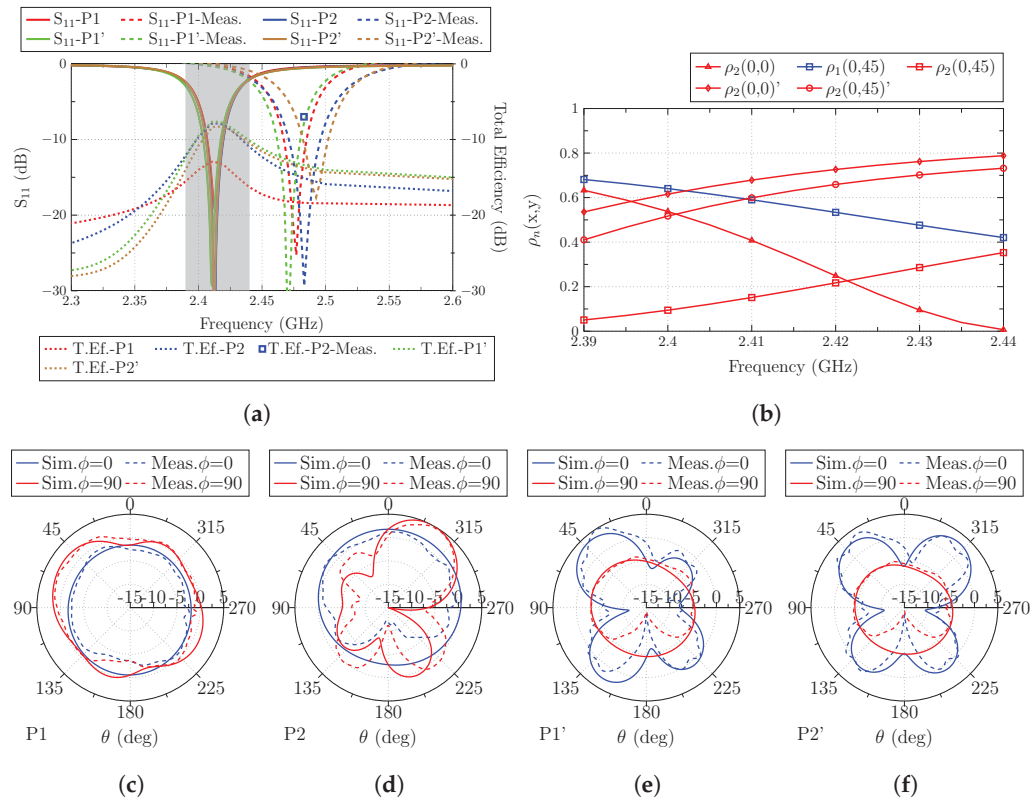 S11-P1 S11-P1-Meas. S11-P2 S11-P2-Meas.
S11-P1' S11-P1'-Meas. S11-P2' S11-P2'-Meas.
0 0
−10 −10
−20 −20
−30 −30
S11 (dB)
Total Efficiency (dB)
2.3 2.35 2.4 2.45 2.5 2.55 2.6
Frequency (GHz)
T.Ef.-P1 T.Ef.-P2 T.Ef.-P2-Meas. T.Ef.-P1'
T.Ef.-P2'
(a)
ρ2(0,0) ρ1(0,45) ρ2(0,45)
ρ2(0,0)' ρ2(0,45)'
1
0.8
0.6
0.4
0.2
0
ρn(x,y)
2.39 2.4 2.41 2.42 2.43 2.44
Frequency (GHz)
(b)
Sim.ϕ=0 Meas.ϕ=0
Sim.ϕ=90 Meas.ϕ=90
0
45 315
90 -15 -10 -5 0 5 270
135 225
180
P1 θ (deg)
(c)
Sim.ϕ=0 Meas.ϕ=0
Sim.ϕ=90 Meas.ϕ=90
0
45 315
90 -15 -10 -5 0 5 270
135 225
180
P2 θ (deg)
(d)
Sim.ϕ=0 Meas.ϕ=0
Sim.ϕ=90 Meas.ϕ=90
0
45 315
90 -15 -10 -5 0 5 270
135 225
180
P1' θ (deg)
(e)
Sim.ϕ=0 Meas.ϕ=0
Sim.ϕ=90 Meas.ϕ=90
0
45 315
90 -15 -10 -5 0 5 270
135 225
180
P2' θ (deg)
(f)